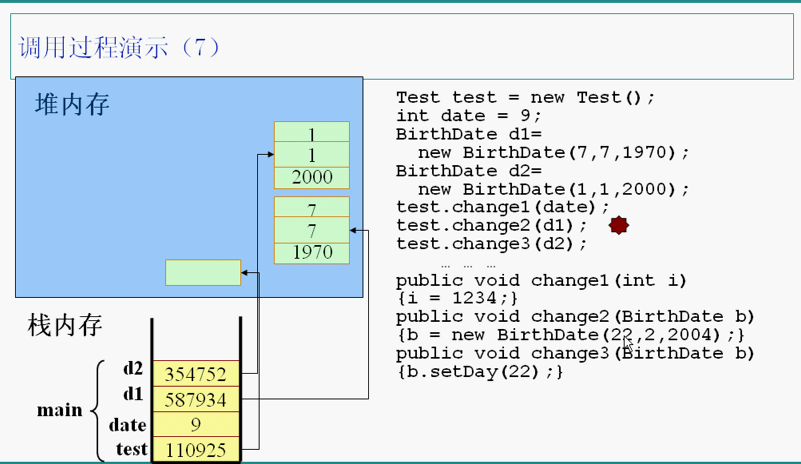 调用过程演示（7）
堆内存
1
1
2000
7
7
1970
栈内存
main
d2
354752
d1
587934
date
9
test
110925
Test test = new Test();
int date = 9;
BirthDate d1=
new BirthDate(7,7,1970);
BirthDate d2=
new BirthDate(1,1,2000);
test.change1(date);
test.change2(d1);
test.change3(d2);
… … …
public void change1(int i)
{i = 1234;}
public void change2(BirthDate b)
{b = new BirthDate(22,2,2004);}
public void change3(BirthDate b)
{b.setDay(22);}